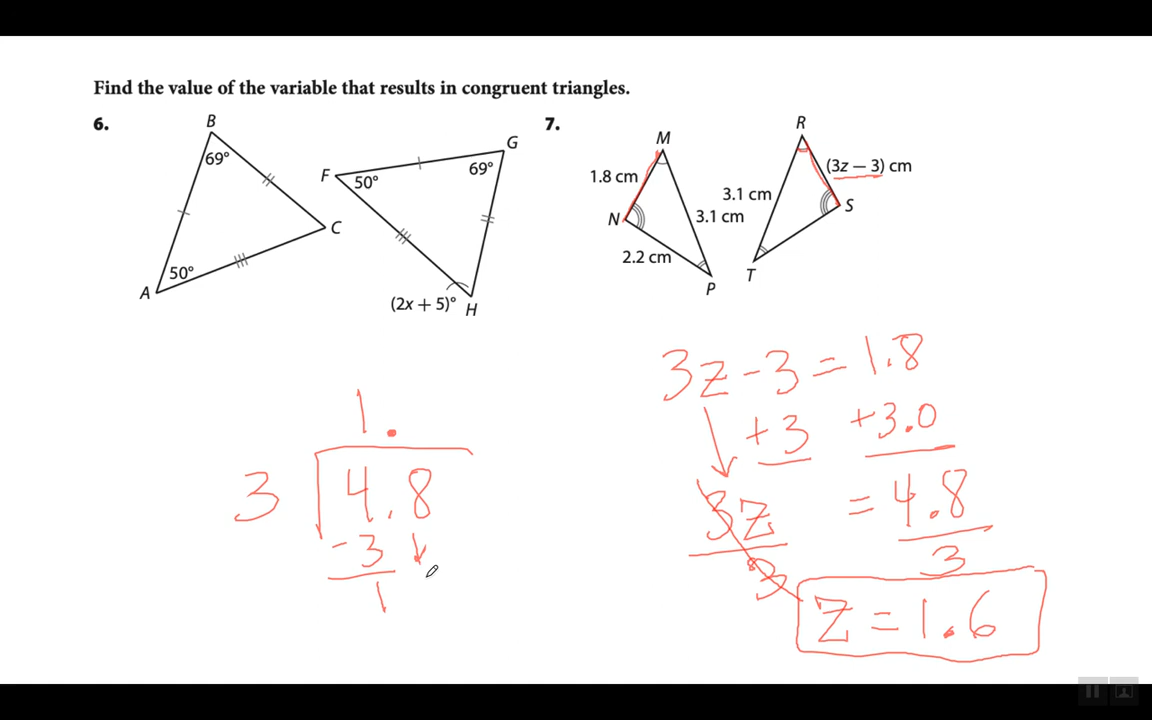 Find the value of the variable that results in congruent triangles.
6.
B
69°
C
50°
A
F
50°
G
69°
(2x + 5)°
H
7.
M
1.8 cm
N
3.1 cm
2.2 cm
P
R
(3z – 3) cm
3.1 cm
S
T
3z - 3 = 1.8
+3 +3.0
3z = 4.8
3 3
z = 1.6
1.
3 4.8
-3
1